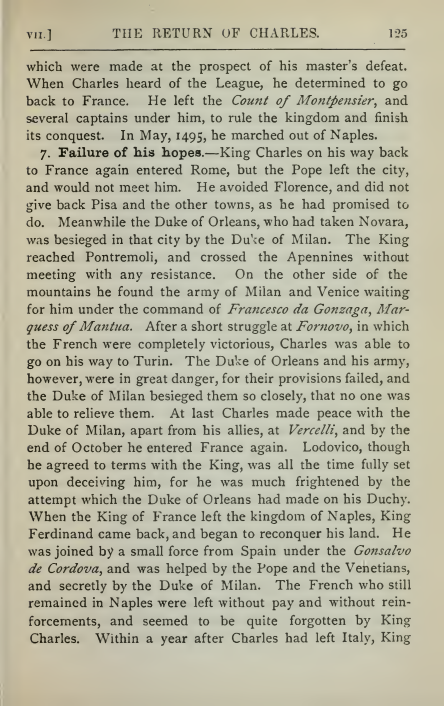 VII.] THE RETURN OF CHARLES. 125
which were made at the prospect of his master's defeat.
When Charles heard of the League, he determined to go
back to France. He left the Count of Montpensier, and
several captains under him, to rule the kingdom and finish
its conquest. In May, 1495, he marched out of Naples.
7. Failure of his hopes.—King Charles on his way back
to France again entered Rome, but the Pope left the city,
and would not meet him. He avoided Florence, and did not
give back Pisa and the other towns, as he had promised to
do. Meanwhile the Duke of Orleans, who had taken Novara,
was besieged in that city by the Duke of Milan. The King
reached Pontremoli, and crossed the Apennines without
meeting with any resistance. On the other side of the
mountains he found the army of Milan and Venice waiting
for him under the command of Francesco da Gonzaga, Mar-
quess of Mantua. After a short struggle at Fornovo, in which
the French were completely victorious, Charles was able to
go on his way to Turin. The Duke of Orleans and his army,
however, were in great danger, for their provisions failed, and
the Duke of Milan besieged them so closely, that no one was
able to relieve them. At last Charles made peace with the
Duke of Milan, apart from his allies, at Vercelli, and by the
end of October he entered France again. Lodovico, though
he agreed to terms with the King, was all the time fully set
upon deceiving him, for he was much frightened by the
attempt which the Duke of Orleans had made on his Duchy.
When the King of France left the kingdom of Naples, King
Ferdinand came back, and began to reconquer his land. He
was joined by a small force from Spain under the Gonsalvo
de Cordova, and was helped by the Pope and the Venetians,
and secretly by the Duke of Milan. The French who still
remained in Naples were left without pay and without rein-
forcements, and seemed to be quite forgotten by King
Charles. Within a year after Charles had left Italy, King